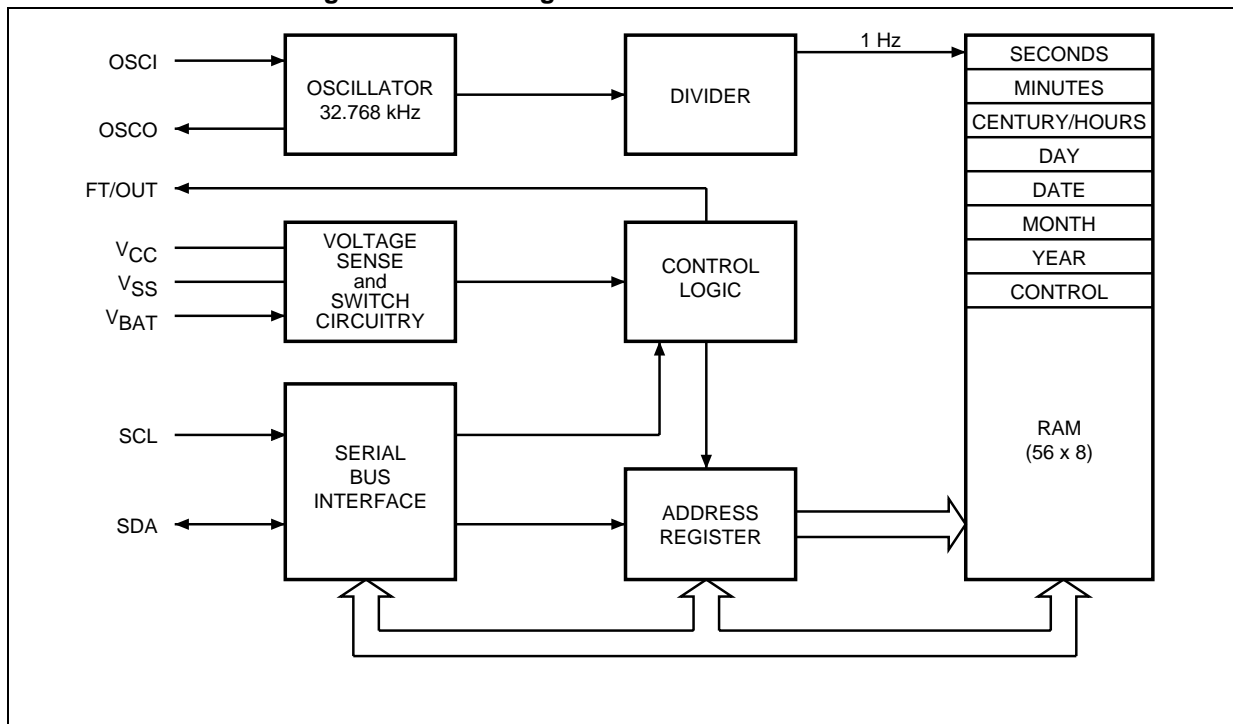 OSCI
OSCO
FT/OUT
VCC
VSS
VBAT
SCL
SDA
OSCILLATOR
32.768 kHz
DIVIDER
1 Hz
VOLTAGE
SENSE
and
SWITCH
CIRCUITRY
CONTROL
LOGIC
SERIAL
BUS
INTERFACE
ADDRESS
REGISTER
SECONDS
MINUTES
CENTURY/HOURS
DAY
DATE
MONTH
YEAR
CONTROL
RAM
(56 x 8)